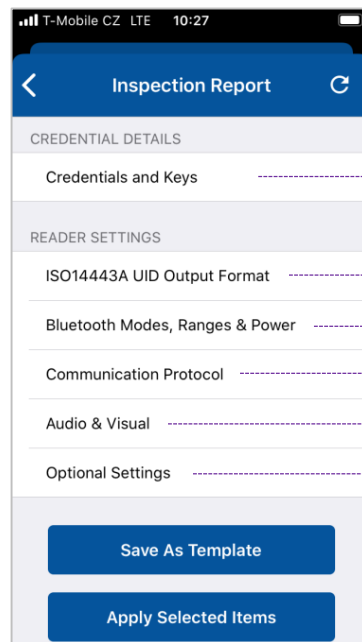 T-Mobile CZ LTE 10:27
Inspection Report
CREDENTIAL DETAILS
Credentials and Keys
READER SETTINGS
ISO14443A UID Output Format
Bluetooth Modes, Ranges & Power
Communication Protocol
Audio & Visual
Optional Settings
Save As Template
Apply Selected Items